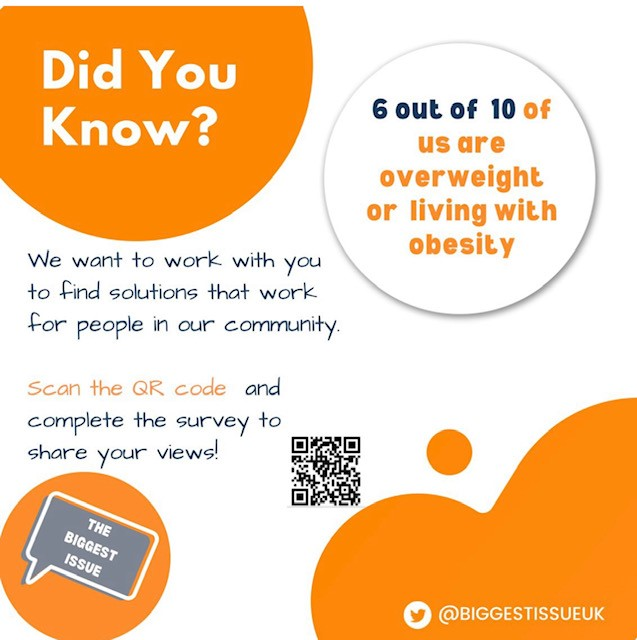 Did You
Know?
6 out of 10 of
us are
overweight
or living with
obesity
We want to work with you
to find solutions that work
for people in our community.
Scan the QR code and
complete the survey to
share your views!
THE
BIGGEST
ISSUE
@BIGGESTISSUEUK